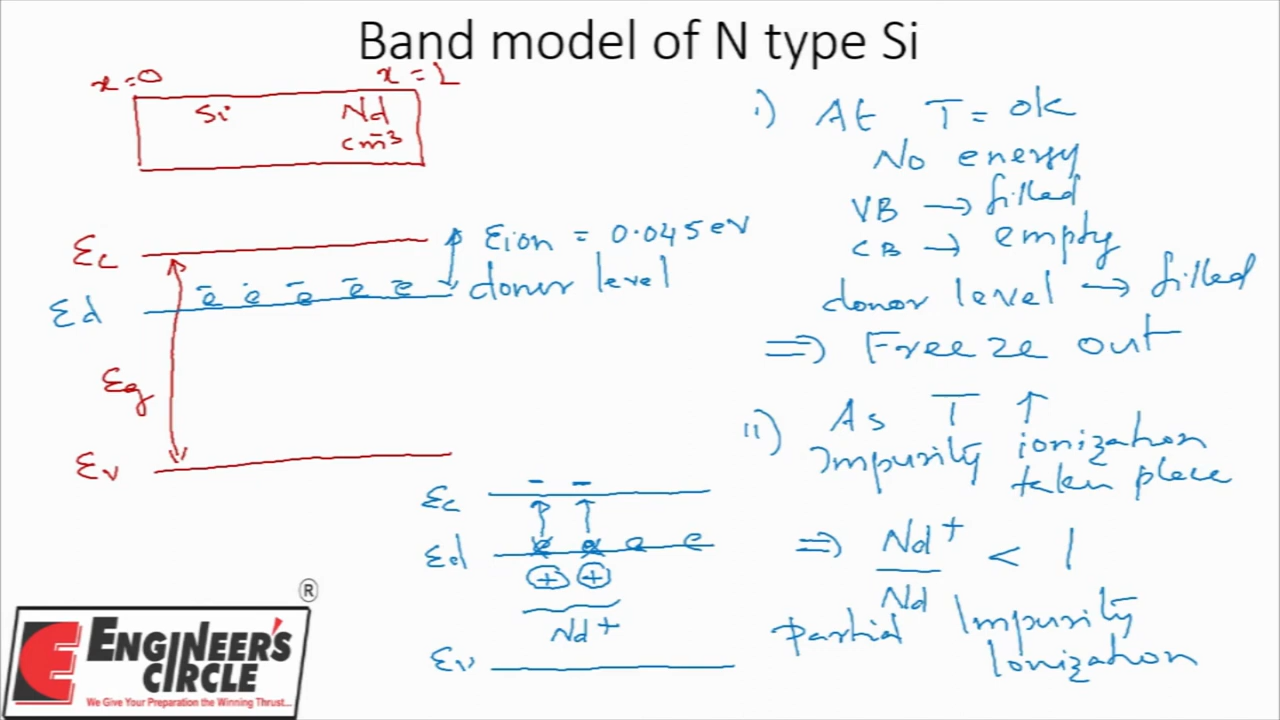 Band model of N type Si
x=0
x=L
Si
Nd
cm⁻³
Ec
Ed
Eg
Ev
ē ē ē ē ē
Eion = 0.045eV
donor level
i) At T=0K
No energy
VB → filled
CB → empty
donor level → filled
⇒ Freeze out
ii) As T ↑
Impurity ionization
taken place
⇒ Nd⁺/Nd < 1
Partial Impurity
Ionization
Ec
- -
Ed
e e e e
+ +
Nd⁺
Ev
®
ENGINEER'S
CIRCLE
We Give Your Preparation the Winning Thrust...